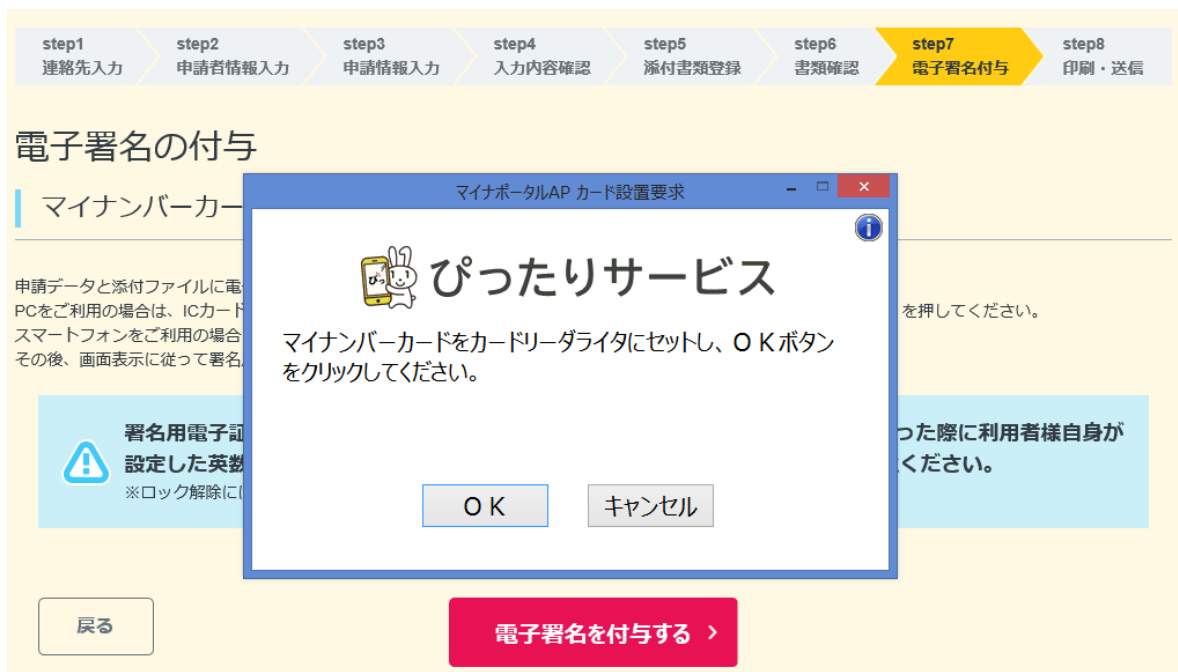 step1 step2 step3 step4 step5 step6 step7 step8
連絡先入力 申請者情報入力 申請情報入力 入力内容確認 添付書類登録 書類確認 電子署名付与 印刷・送信
電子署名の付与
マイナンバーカー
申請データと添付ファイルに電
PCをご利用の場合は、ICカード
を押してください。
スマートフォンをご利用の場合
その後、画面表示に従って署名
署名用電子証
った際に利用者様自身が
設定した英数
ください。
※ロック解除に
マイナポータルAP カード設置要求
ぴったりサービス
マイナンバーカードをカードリーダライタにセットし、ＯＫボタン
をクリックしてください。
ＯＫ キャンセル
戻る
電子署名を付与する